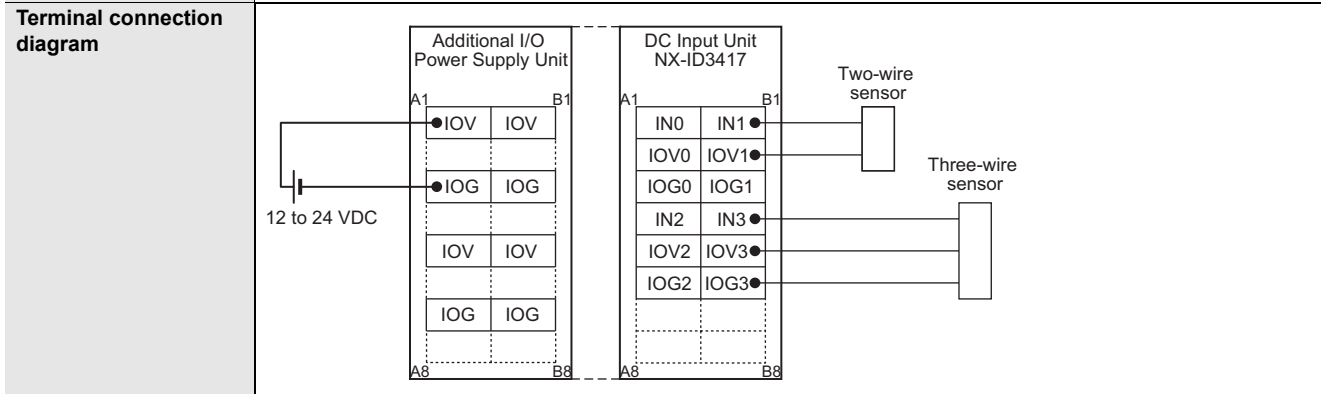 Terminal connection
diagram
Additional I/O
Power Supply Unit
DC Input Unit
NX-ID3417
Two-wire
sensor
Three-wire
sensor
A1 B1
IOV IOV
IOG IOG
IOV IOV
IOG IOG
A8 B8
12 to 24 VDC
A1 B1
IN0 IN1
IOV0 IOV1
IOG0 IOG1
IN2 IN3
IOV2 IOV3
IOG2 IOG3
A8 B8